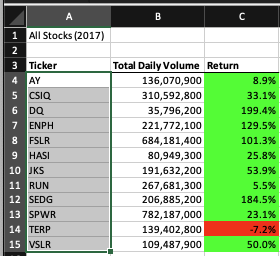 A B C
1 All Stocks (2017)
2
3 Ticker Total Daily Volume Return
4 AY 136,070,900 8.9%
5 CSIQ 310,592,800 33.1%
6 DQ 35,796,200 199.4%
7 ENPH 221,772,100 129.5%
8 FSLR 684,181,400 101.3%
9 HASI 80,949,300 25.8%
10 JKS 191,632,200 53.9%
11 RUN 267,681,300 5.5%
12 SEDG 206,885,200 184.5%
13 SPWR 782,187,000 23.1%
14 TERP 139,402,800 -7.2%
15 VSLR 109,487,900 50.0%